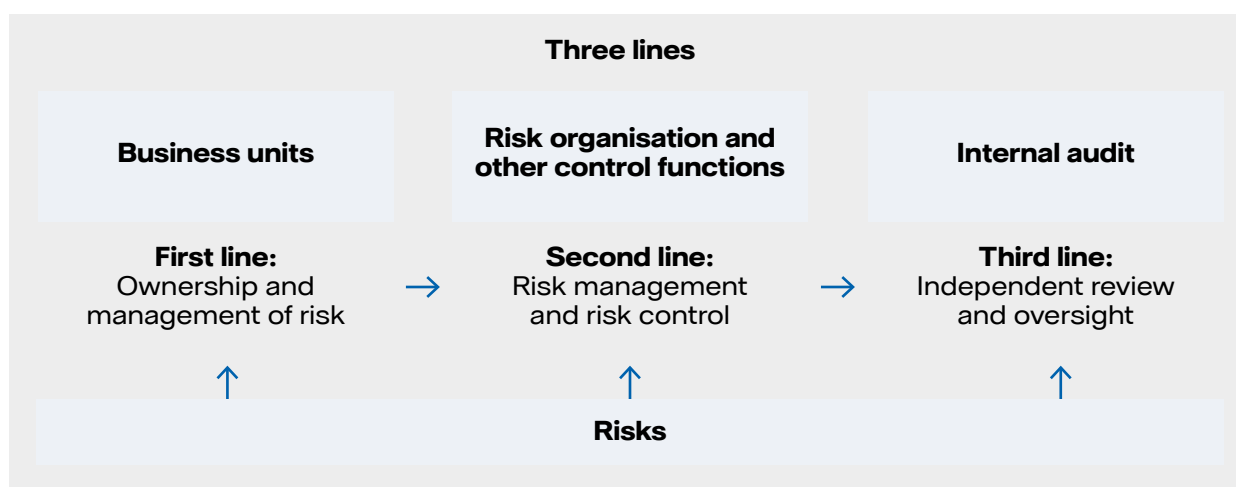 Three lines
Business units
Risk organisation and
other control functions
Internal audit
First line:
Ownership and
management of risk
Second line:
Risk management
and risk control
Third line:
Independent review
and oversight
Risks